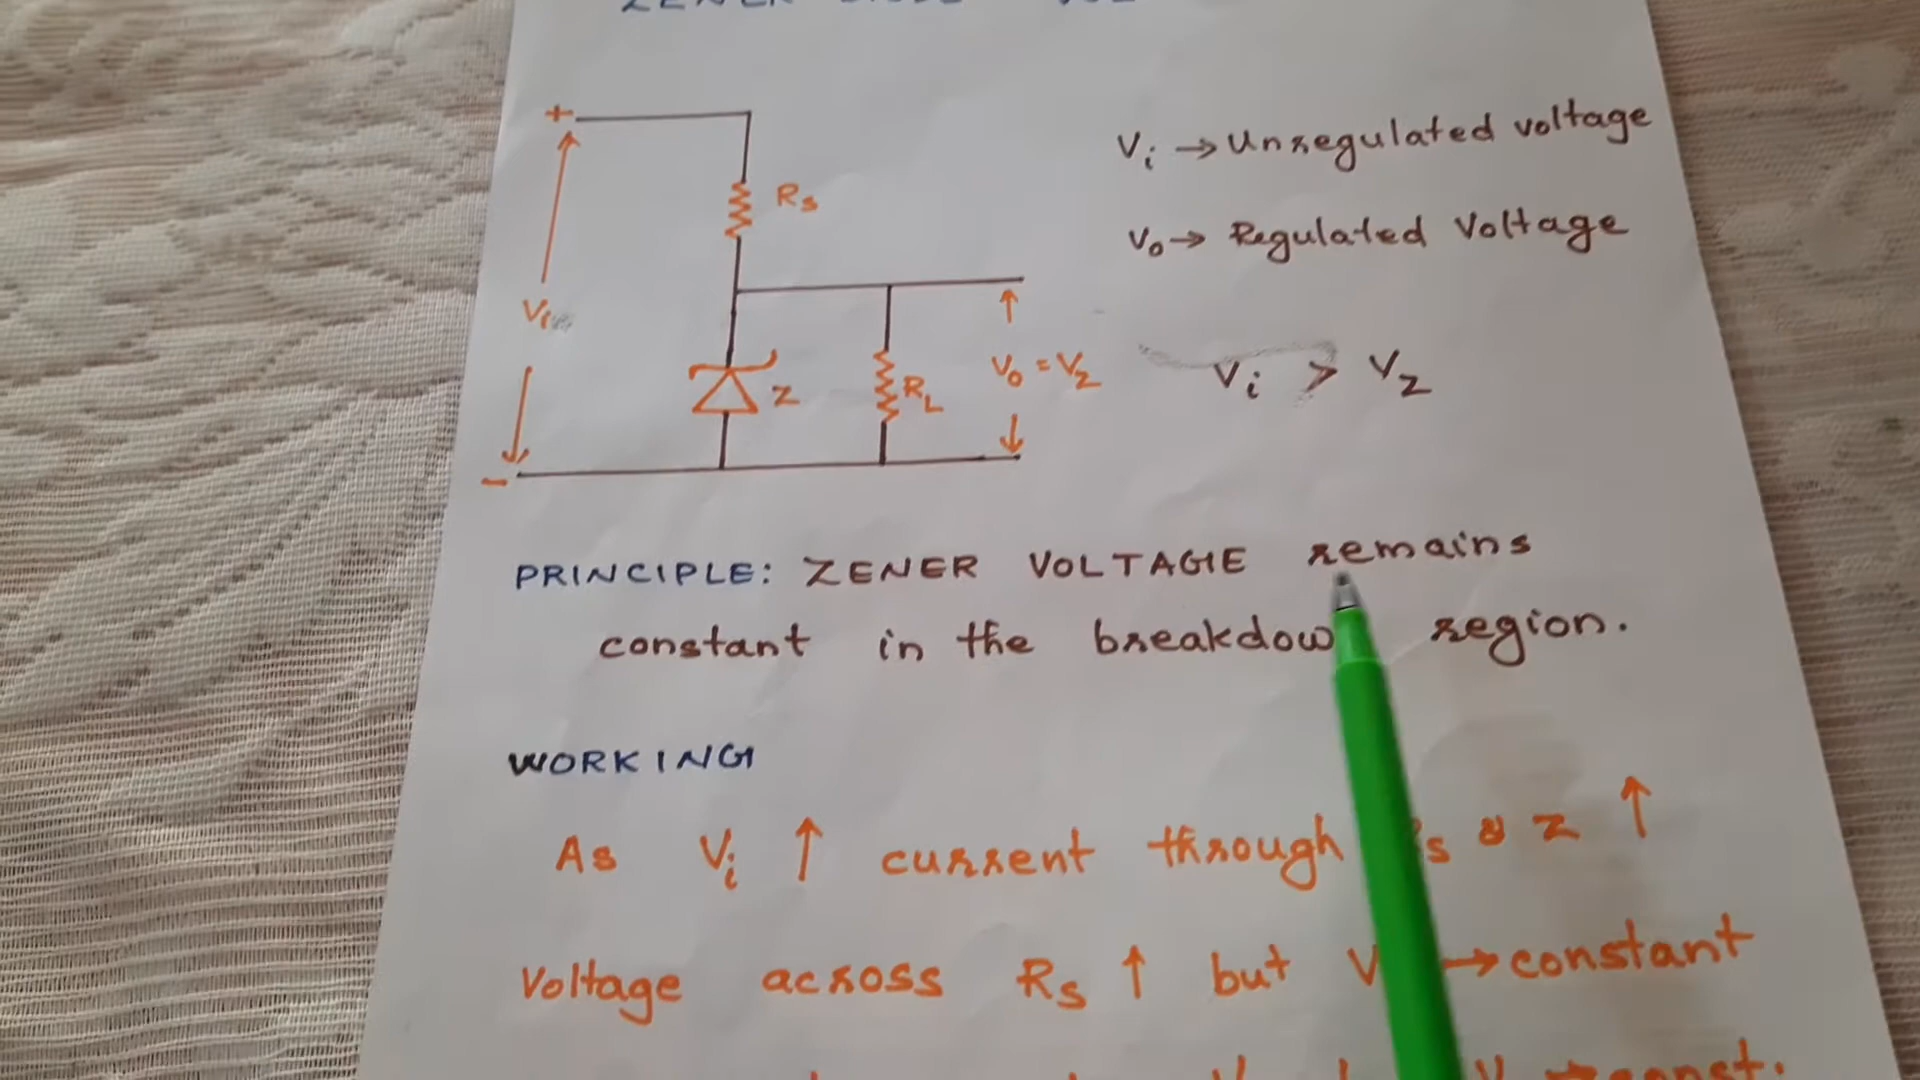 +
Rs
Vi
Z
RL
Vo = Vz
-
Vi → Unregulated voltage
Vo → Regulated Voltage
Vi > Vz
PRINCIPLE: ZENER VOLTAGE remains
constant in the breakdow region.
WORKING
As Vi ↑ current through s & Z ↑
Voltage across Rs ↑ but V → constant